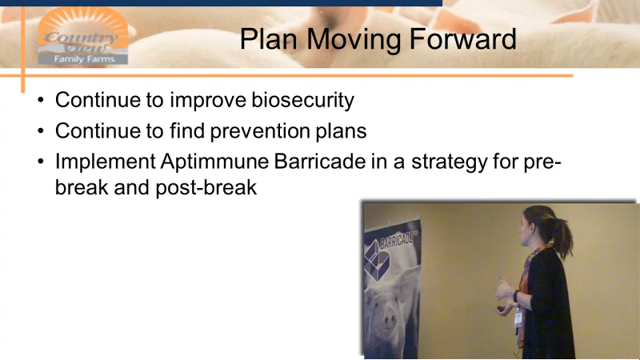 Country
View
Family Farms
Plan Moving Forward
• Continue to improve biosecurity
• Continue to find prevention plans
• Implement Aptimmune Barricade in a strategy for pre-
break and post-break
BARRICADE